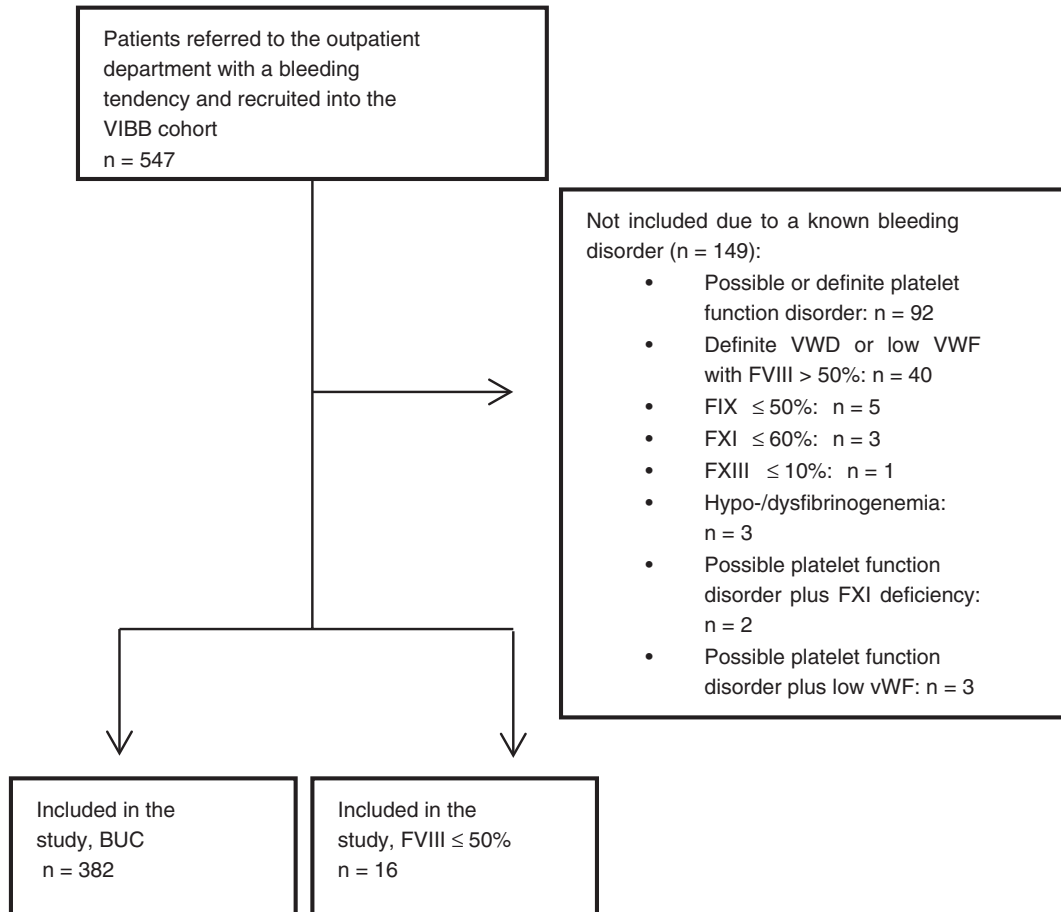 Patients referred to the outpatient
department with a bleeding
tendency and recruited into the
VIBB cohort
n = 547
Not included due to a known bleeding
disorder (n = 149):
• Possible or definite platelet
function disorder: n = 92
• Definite VWD or low VWF
with FVIII > 50%: n = 40
• FIX ≤ 50%: n = 5
• FXI ≤ 60%: n = 3
• FXIII ≤ 10%: n = 1
• Hypo-/dysfibrinogenemia:
n = 3
• Possible platelet function
disorder plus FXI deficiency:
n = 2
• Possible platelet function
disorder plus low vWF: n = 3
Included in the
study, BUC
n = 382
Included in the
study, FVIII ≤ 50%
n = 16